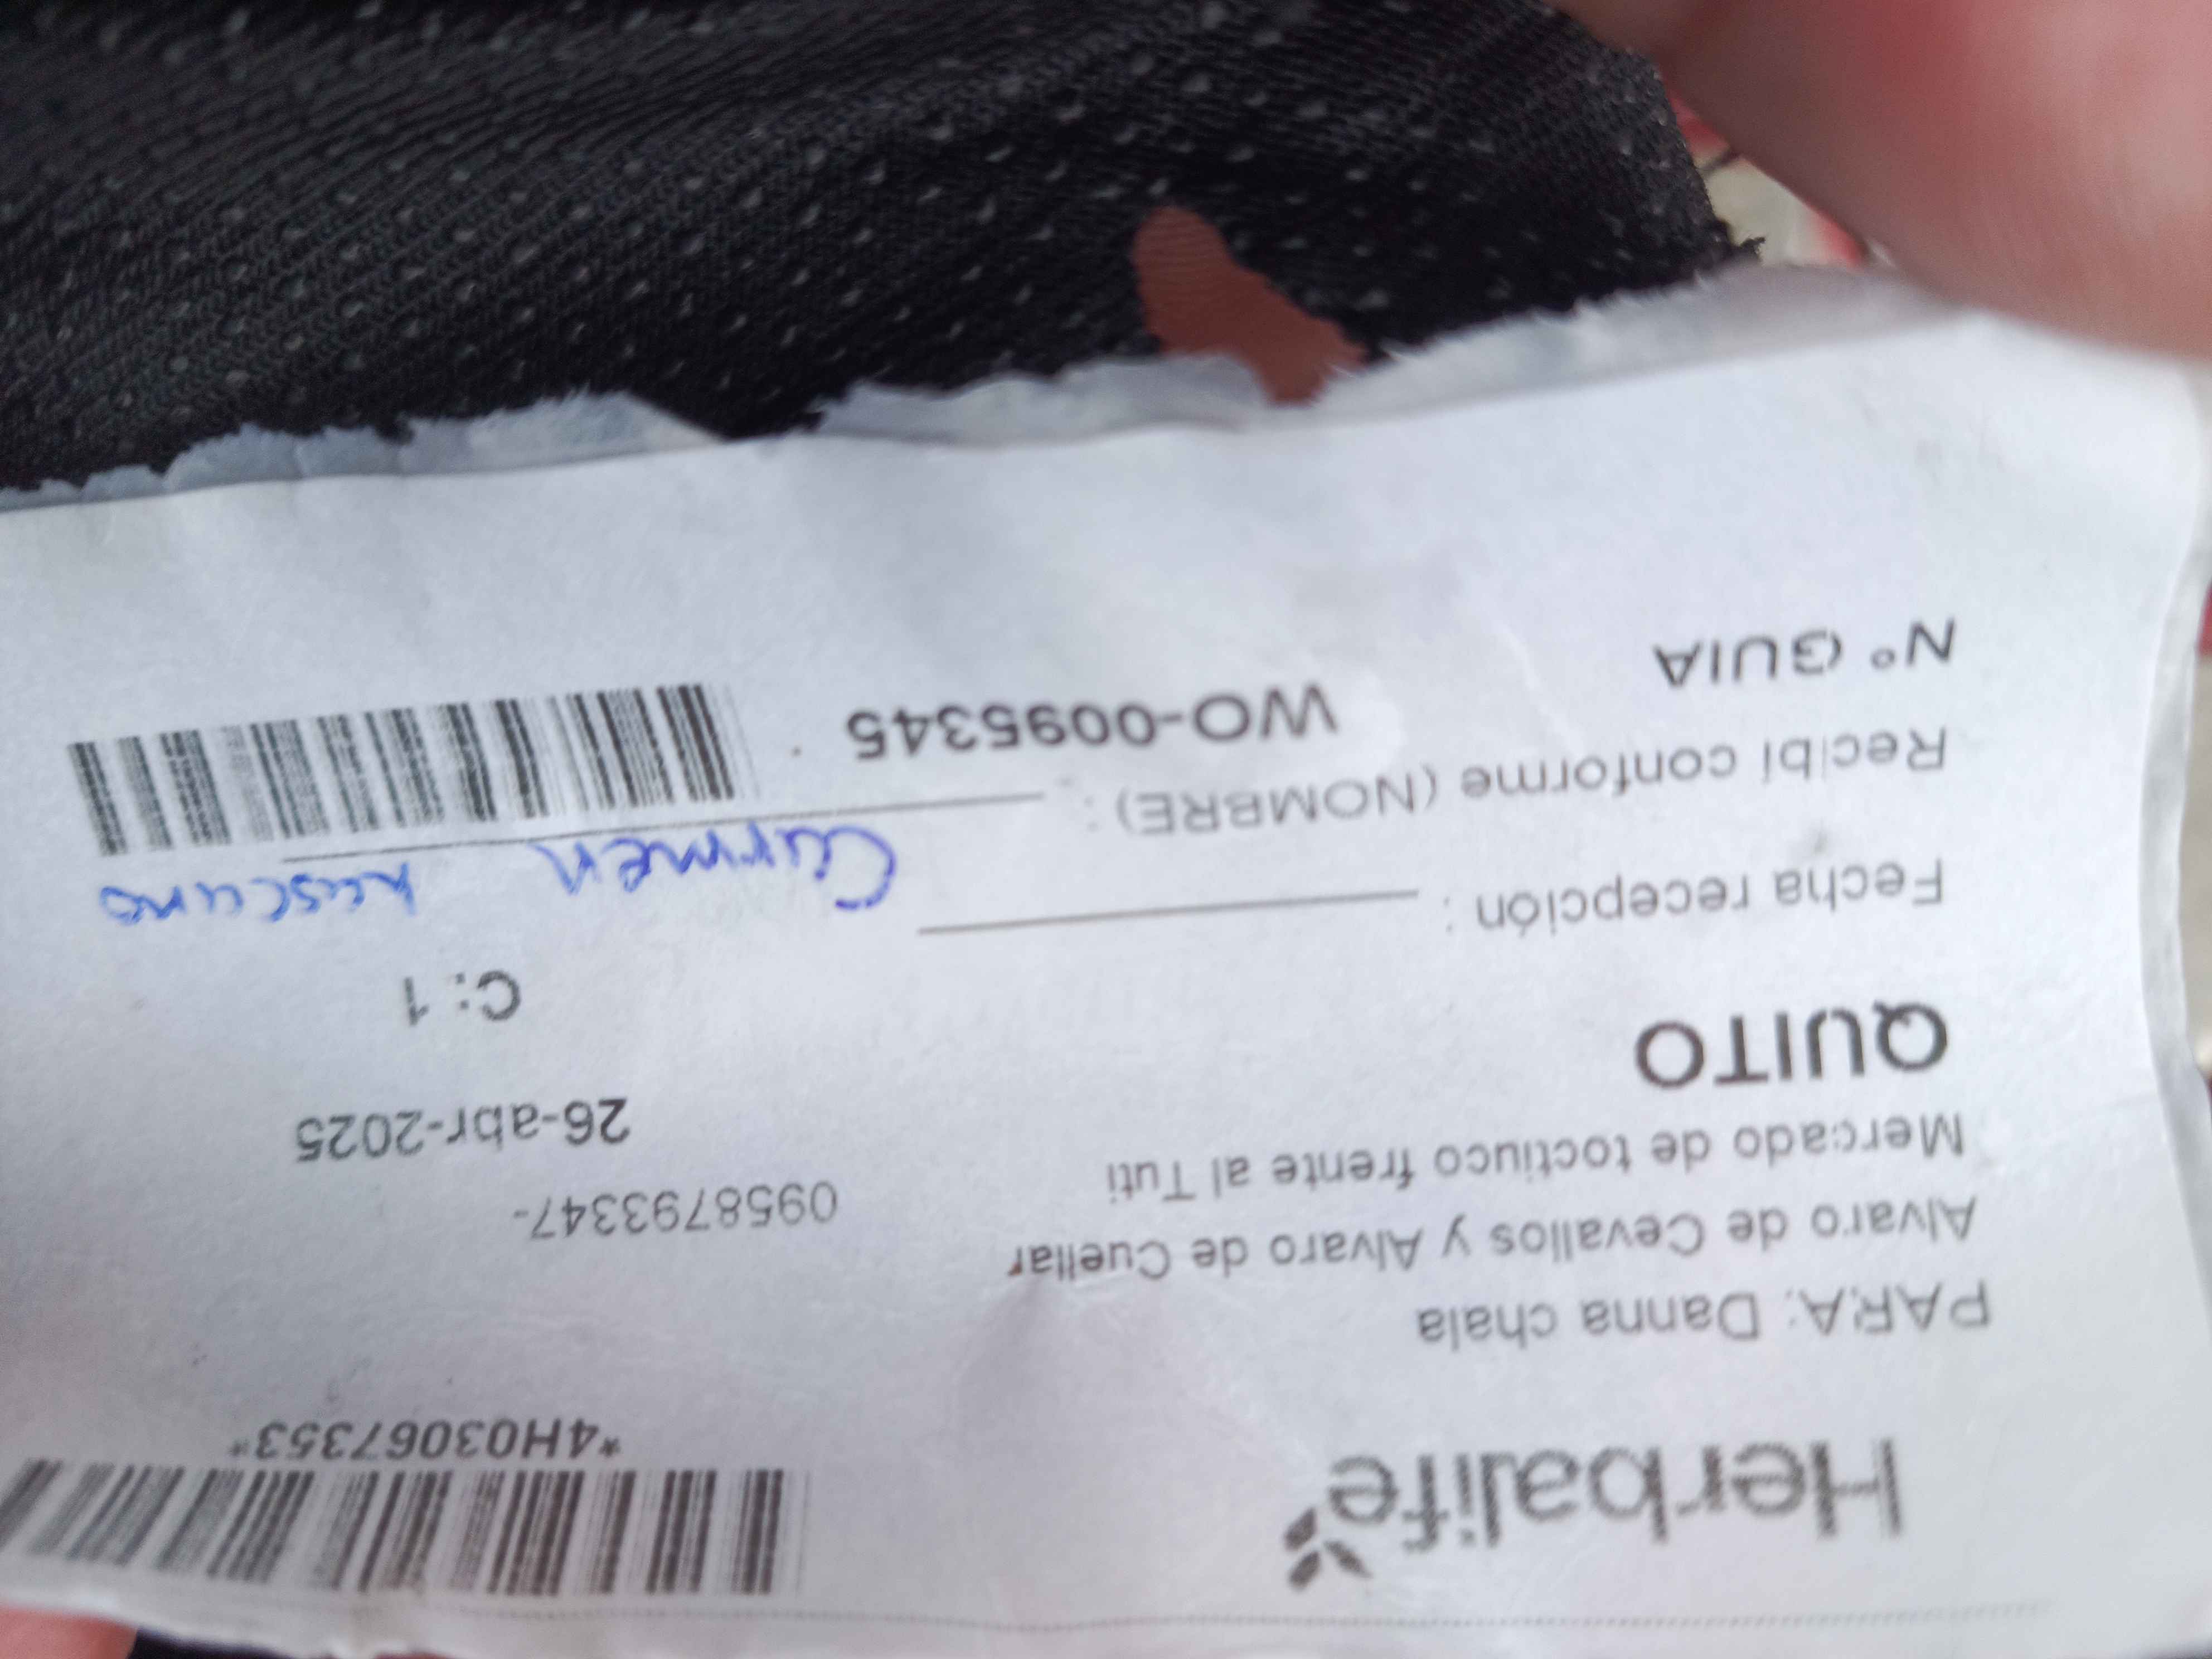 Herbalife
*4H03067353*
PARA: Danna chala
Alvaro de Cevallos y Alvaro de Cuellar
0958793347-
Mercado de toctiuco frente al Tuti
26-abr-2025
QUITO
C: 1
Fecha recepción :
Carmen
Recibi conforme (NOMBRE) :
WO-0095345
Nº GUIA